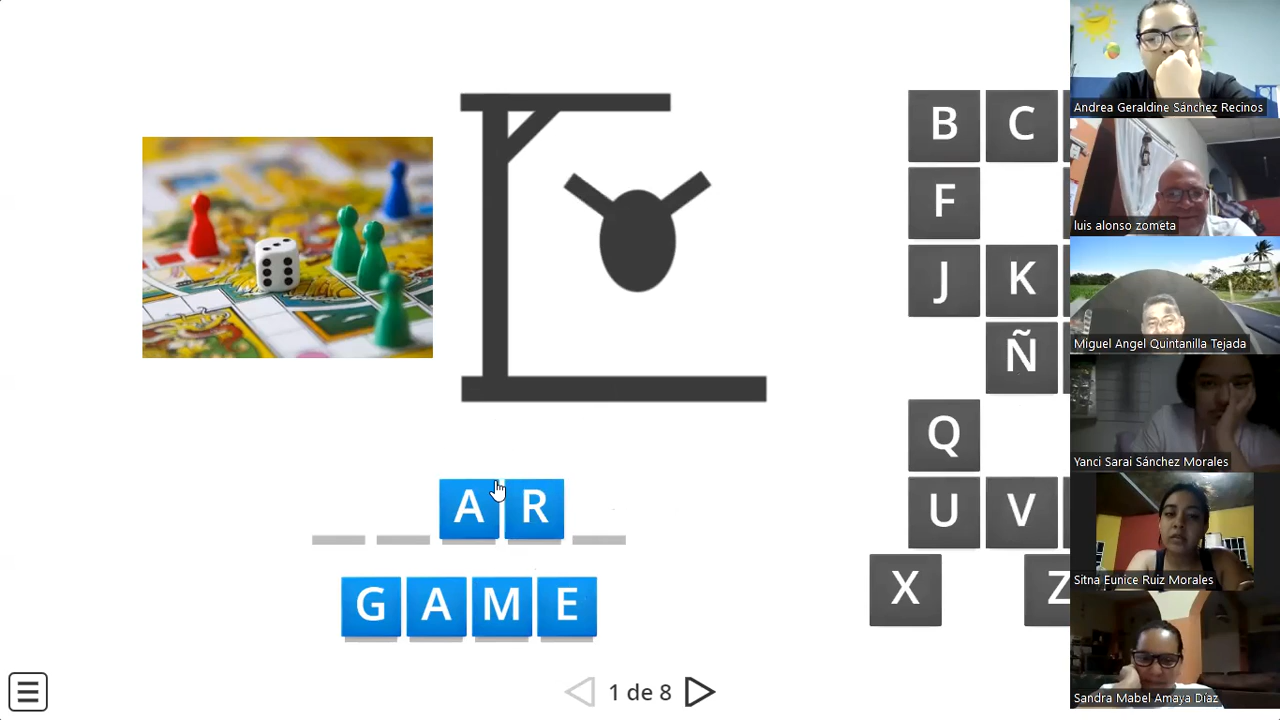 B C
F
J K
Ñ
Q
U V
X Z
A R
G A M E
1 de 8
Andrea Geraldine Sánchez Recinos
luis alonso zometa
Miguel Angel Quintanilla Tejada
Yanci Sarai Sánchez Morales
Sitna Eunice Ruiz Morales
Sandra Mabel Amaya Díaz